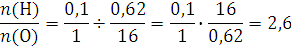 n(H)/n(O) = 0,1/1 ÷ 0,62/16 = 0,1/1 · 16/0,62 = 2,6